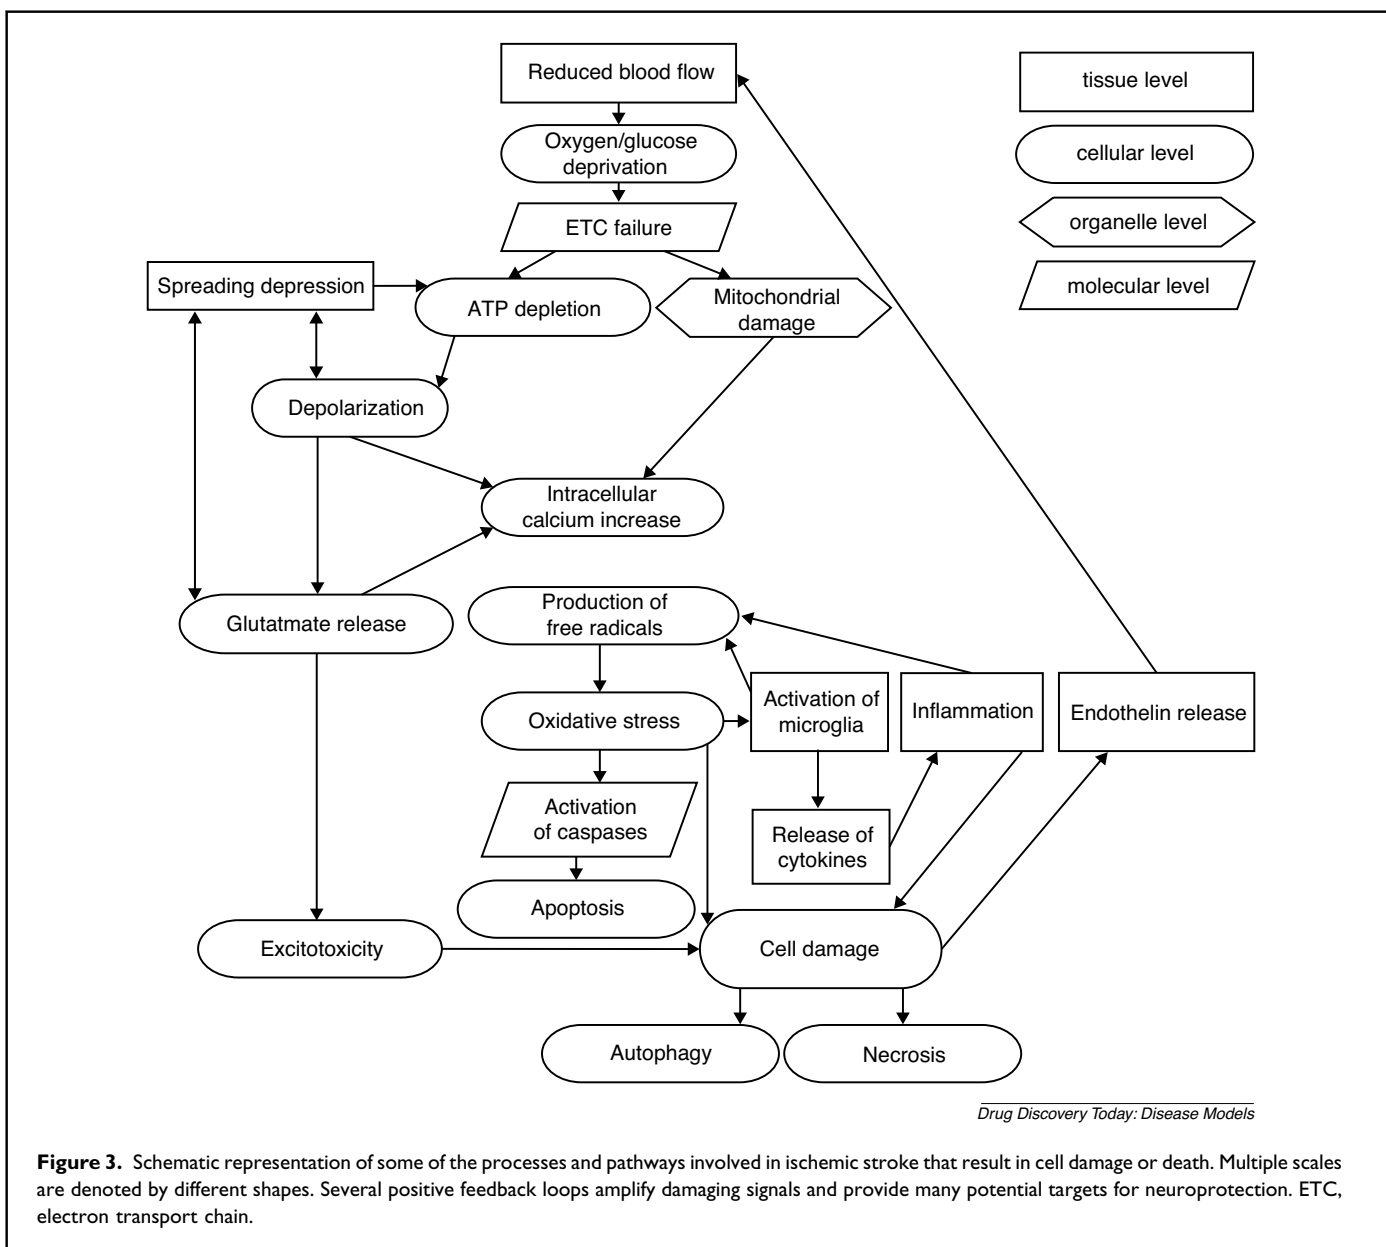 Reduced blood flow
tissue level
Oxygen/glucose
deprivation
cellular level
ETC failure
organelle level
Spreading depression
ATP depletion
Mitochondrial
damage
molecular level
Depolarization
Intracellular
calcium increase
Glutatmate release
Production of
free radicals
Oxidative stress
Activation of
microglia
Inflammation
Endothelin release
Activation
of caspases
Release of
cytokines
Apoptosis
Excitotoxicity
Cell damage
Autophagy
Necrosis
Drug Discovery Today: Disease Models
Figure 3. Schematic representation of some of the processes and pathways involved in ischemic stroke that result in cell damage or death. Multiple scales
are denoted by different shapes. Several positive feedback loops amplify damaging signals and provide many potential targets for neuroprotection. ETC,
electron transport chain.